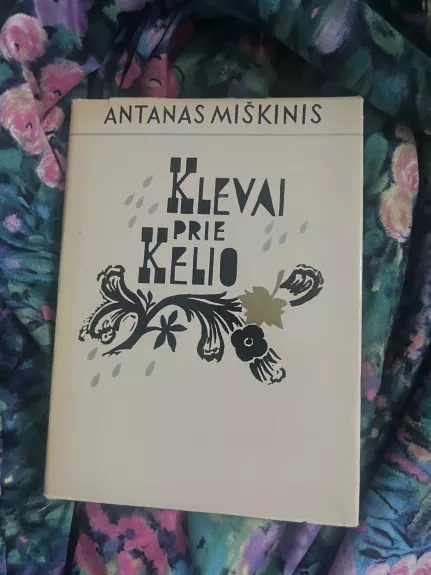 ANTANAS MIŠKINIS
KLEVAI
PRIE
KELIO